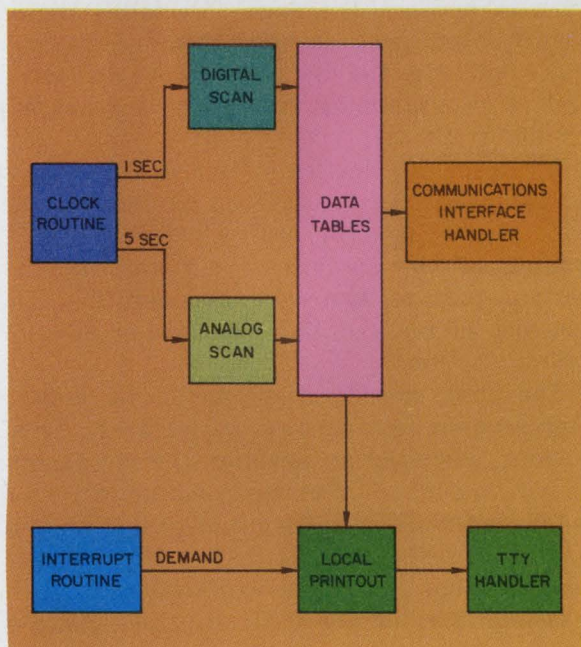 DIGITAL
SCAN
1 SEC
CLOCK
ROUTINE
5 SEC
DATA
TABLES
COMMUNICATIONS
INTERFACE
HANDLER
ANALOG
SCAN
INTERRUPT
ROUTINE
DEMAND
LOCAL
PRINTOUT
TTY
HANDLER